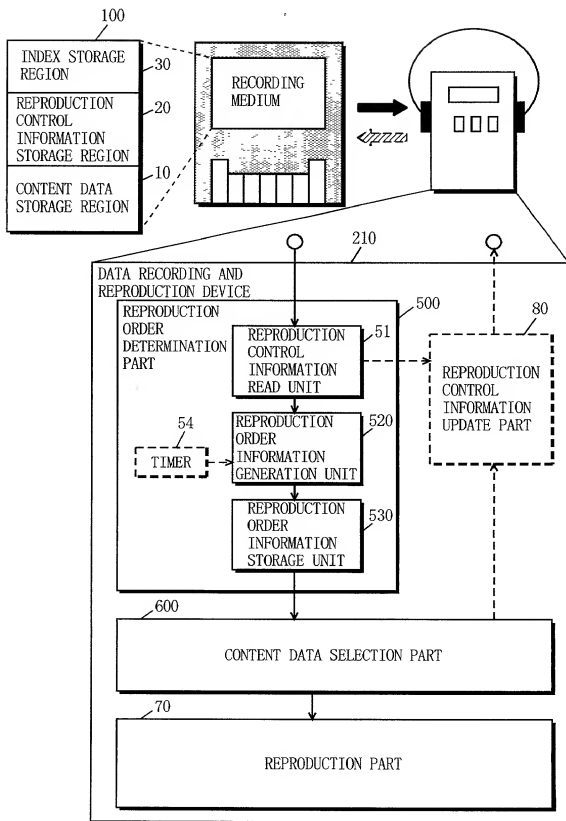 100
INDEX STORAGE
REGION
30
REPRODUCTION
CONTROL
INFORMATION
STORAGE REGION
20
CONTENT DATA
STORAGE REGION
10
RECORDING
MEDIUM
210
DATA RECORDING AND
REPRODUCTION DEVICE
500
REPRODUCTION
ORDER
DETERMINATION
PART
REPRODUCTION
CONTROL
INFORMATION
READ UNIT
51
80
REPRODUCTION
CONTROL
INFORMATION
UPDATE PART
54
TIMER
REPRODUCTION
ORDER
INFORMATION
GENERATION UNIT
520
REPRODUCTION
ORDER
INFORMATION
STORAGE UNIT
530
600
CONTENT DATA SELECTION PART
70
REPRODUCTION PART